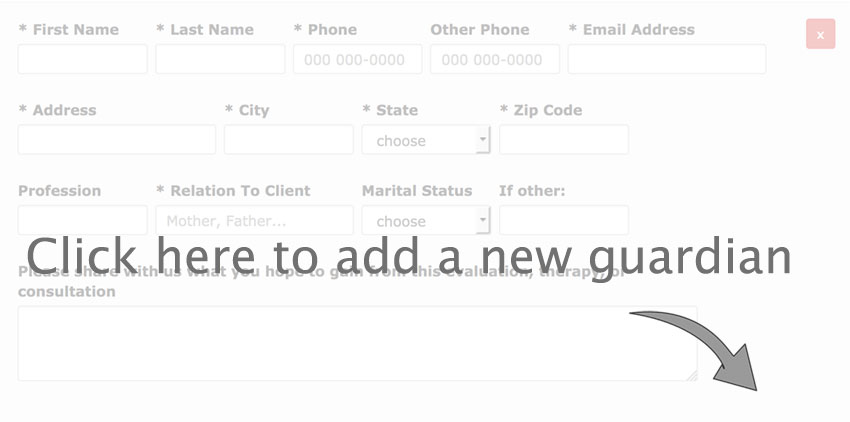 * First Name * Last Name * Phone Other Phone * Email Address
x
000 000-0000 000 000-0000
* Address * City * State * Zip Code
choose
Profession * Relation To Client Marital Status If other:
Mother, Father... choose
Click here to add a new guardian
Please share with us what you hope to gain from this evaluation, therapy, or
consultation